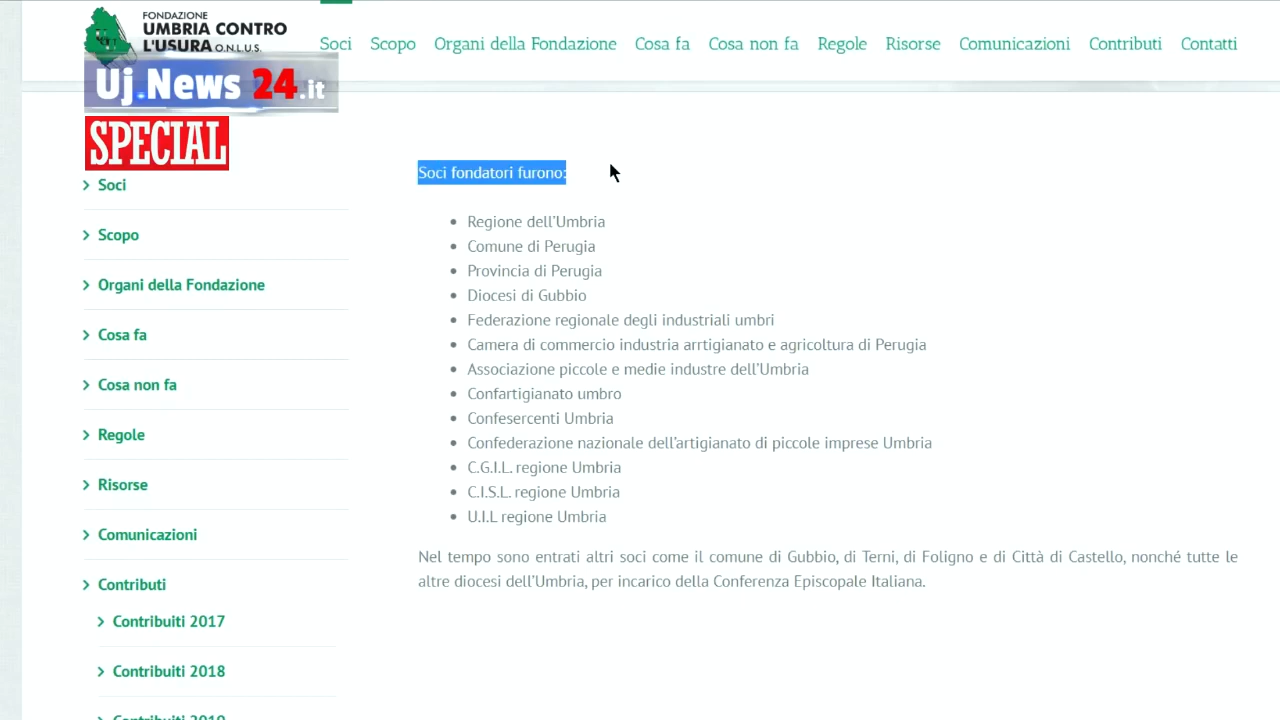 FONDAZIONE
UMBRIA CONTRO
L'USURA O.N.L.U.S.
Soci Scopo Organi della Fondazione Cosa fa Cosa non fa Regole Risorse Comunicazioni Contributi Contatti
Uj.News 24.it
SPECIAL
Soci
Scopo
Organi della Fondazione
Cosa fa
Cosa non fa
Regole
Risorse
Comunicazioni
Contributi
Contribuiti 2017
Contribuiti 2018
Contribuiti 2019
Soci fondatori furono:
• Regione dell'Umbria
• Comune di Perugia
• Provincia di Perugia
• Diocesi di Gubbio
• Federazione regionale degli industriali umbri
• Camera di commercio industria arrtigianato e agricoltura di Perugia
• Associazione piccole e medie industre dell'Umbria
• Confartigianato umbro
• Confesercenti Umbria
• Confederazione nazionale dell'artigianato di piccole imprese Umbria
• C.G.I.L. regione Umbria
• C.I.S.L. regione Umbria
• U.I.L regione Umbria
Nel tempo sono entrati altri soci come il comune di Gubbio, di Terni, di Foligno e di Città di Castello, nonché tutte le
altre diocesi dell'Umbria, per incarico della Conferenza Episcopale Italiana.